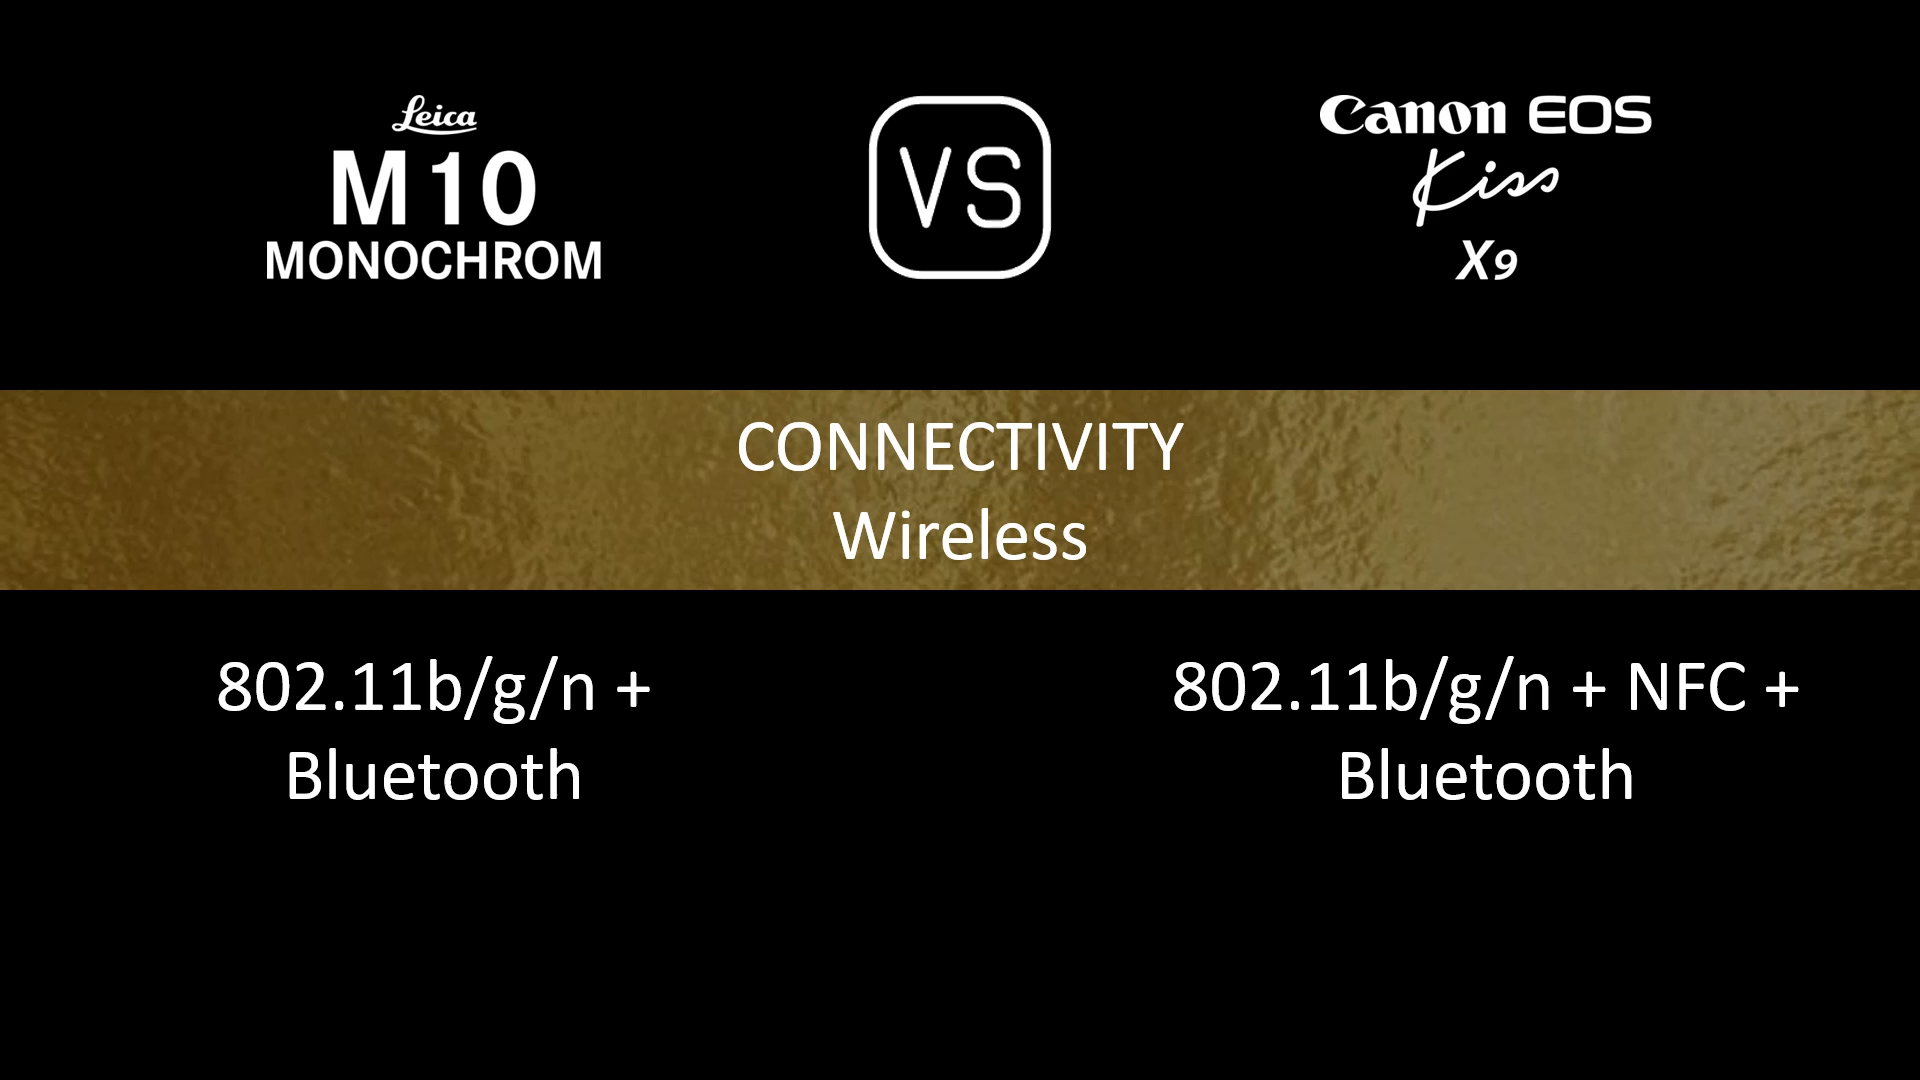 Leica
M10
MONOCHROM
VS
Canon EOS
Kiss
X9
CONNECTIVITY
Wireless
802.11b/g/n +
Bluetooth
802.11b/g/n + NFC +
Bluetooth